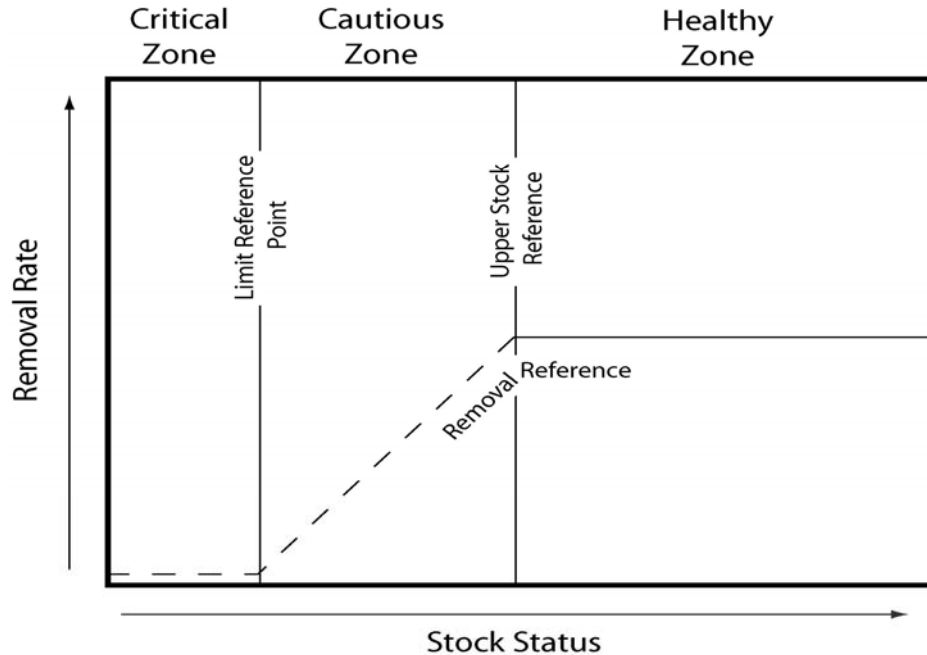 Critical
Zone
Cautious
Zone
Healthy
Zone
Removal Rate
Limit Reference
Point
Upper Stock
Reference
Removal Reference
Stock Status